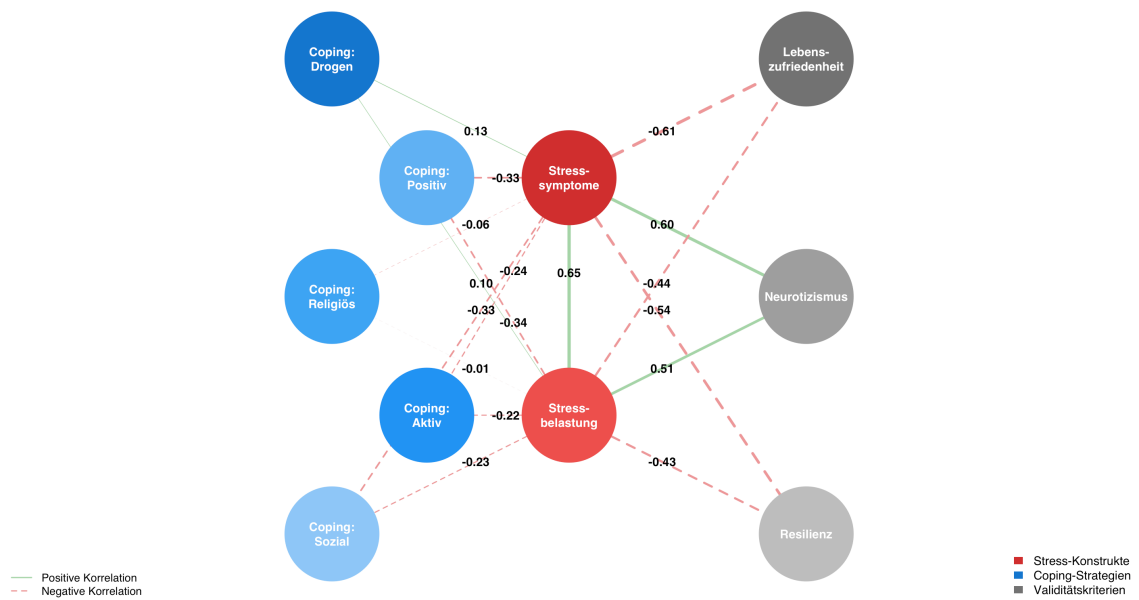 Coping:
Drogen
Lebens-
zufriedenheit
0.13
-0.61
Coping:
Positiv
-0.33
Stress-
symptome
-0.06
0.60
-0.24
0.65
0.10
-0.44
Coping:
Religiös
Neurotizismus
-0.33
-0.54
-0.34
-0.01
0.51
Coping:
Aktiv
-0.22
Stress-
belastung
-0.23
-0.43
Coping:
Sozial
Resilienz
Positive Korrelation
Negative Korrelation
Stress-Konstrukte
Coping-Strategien
Validitätskriterien